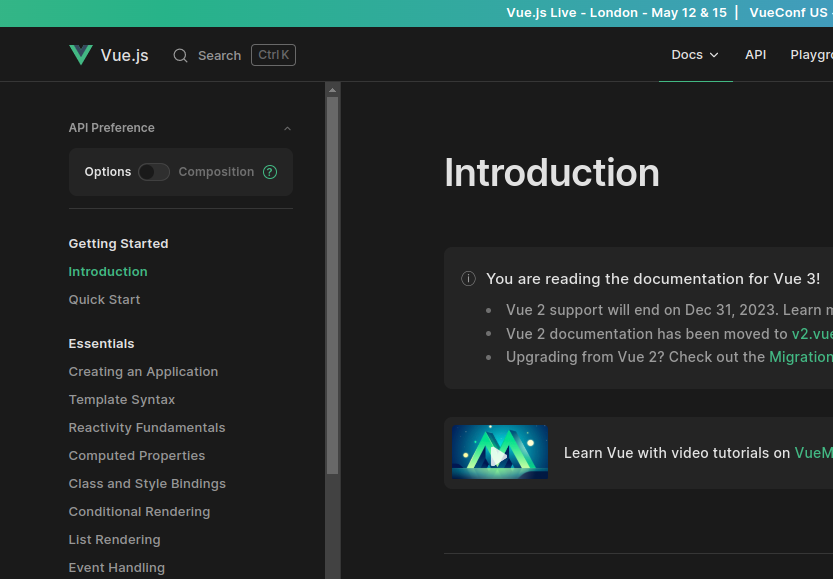 Vue.js Live - London - May 12 & 15 | VueConf US
Vue.js Search Ctrl K Docs API Playgro
API Preference
Options Composition ?
Getting Started
Introduction
Quick Start
Essentials
Creating an Application
Template Syntax
Reactivity Fundamentals
Computed Properties
Class and Style Bindings
Conditional Rendering
List Rendering
Event Handling
Introduction
You are reading the documentation for Vue 3!
Vue 2 support will end on Dec 31, 2023. Learn m
Vue 2 documentation has been moved to v2.vue
Upgrading from Vue 2? Check out the Migration
Learn Vue with video tutorials on VueM